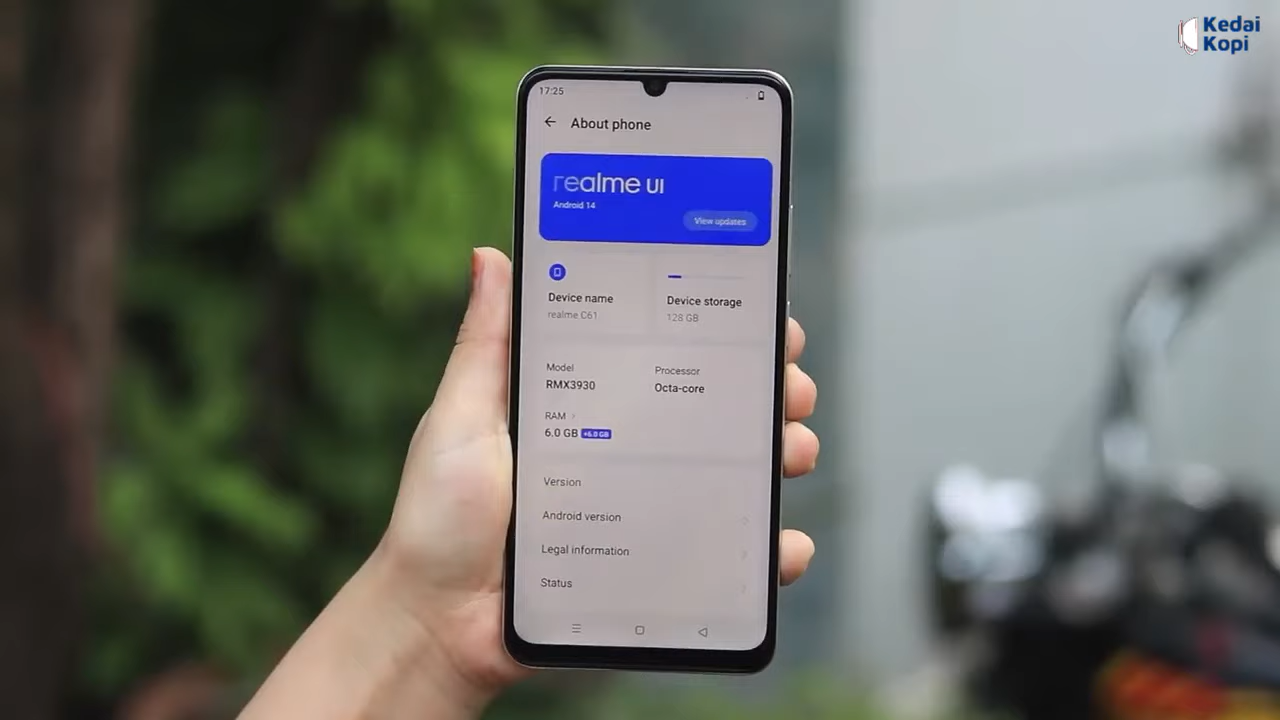 Kedai
Kopi
17:25
About phone
realme UI
Android 14
View updates
Device name
realme C61
Device storage
128 GB
Model
RMX3930
Processor
Octa-core
RAM
6.0 GB +6.0 GB
Version
Android version
Legal information
Status